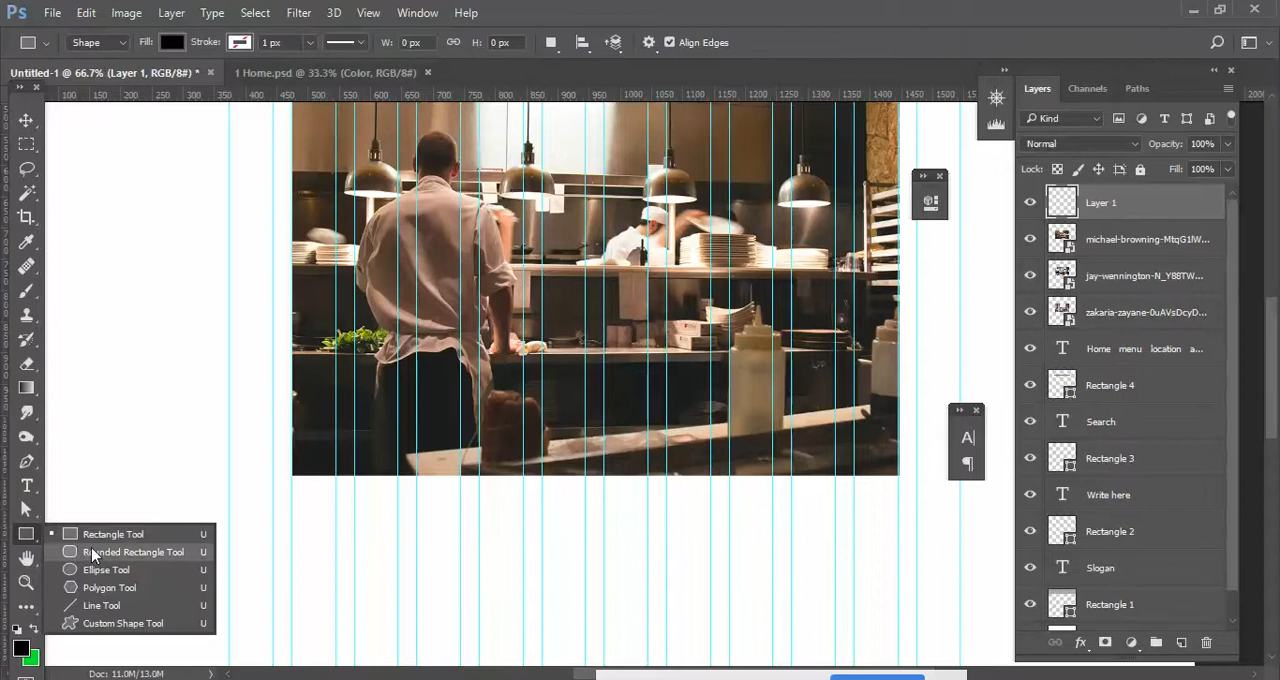 Ps File Edit Image Layer Type Select Filter 3D View Window Help
Shape Fill: Stroke: 1 px W: 0 px H: 0 px Align Edges
Untitled-1 @ 66.7% (Layer 1, RGB/8#) * 1 Home.psd @ 33.3% (Color, RGB/8#)
100 150 200 250 300 350 400 450 500 550 600 650 700 750 800 850 900 950 1000 1050 1100 1150 1200 1250 1300 1350 1400 1450 1500
Layers Channels Paths
Kind
Normal Opacity: 100%
Lock: Fill: 100%
Layer 1
michael-browning-MtqG1lW...
jay-wennington-N_Y88TW...
zakaria-zayane-0uAVsDcyD...
Home menu location a...
Rectangle 4
Search
Rectangle 3
Write here
Rectangle 2
Slogan
Rectangle 1
Rectangle Tool U
Rounded Rectangle Tool U
Ellipse Tool U
Polygon Tool U
Line Tool U
Custom Shape Tool U
Doc: 11.0M/13.0M